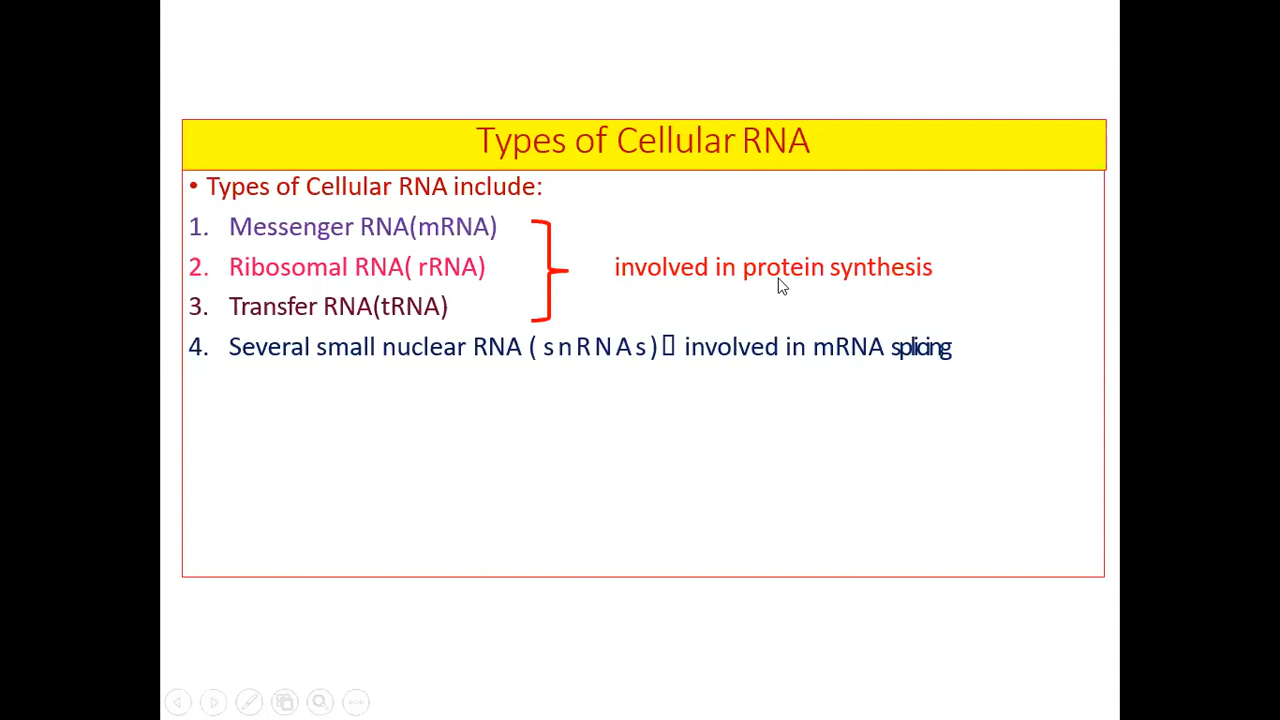 Types of Cellular RNA
• Types of Cellular RNA include:
1. Messenger RNA(mRNA)
2. Ribosomal RNA( rRNA)
involved in protein synthesis
3. Transfer RNA(tRNA)
4. Several small nuclear RNA ( s n R N A s ) involved in mRNA splicing